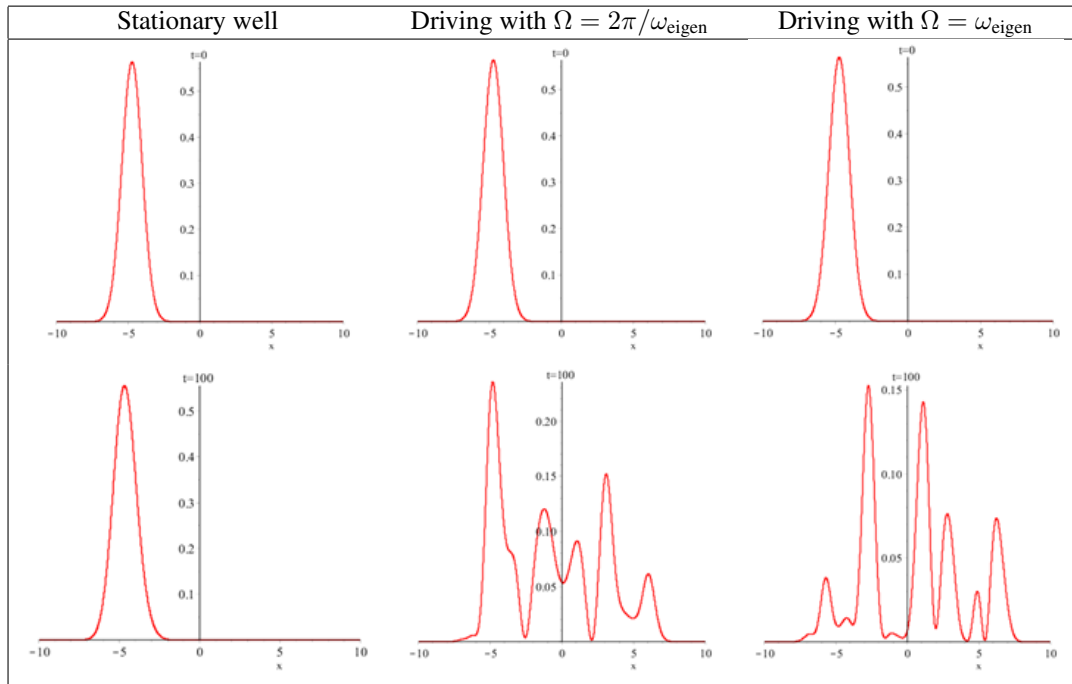 Stationary well Driving with Ω = 2π/ω_eigen Driving with Ω = ω_eigen
t=0 t=0 t=0
0.5 0.5 0.5
0.4 0.4 0.4
0.3 0.3 0.3
0.2 0.2 0.2
0.1 0.1 0.1
−10 −5 0 5 10 −10 −5 0 5 10 −10 −5 0 5 10
x x x
t=100 t=100 t=100
0.5 0.20 0.15
0.4 0.15 0.10
0.3 0.10 0.05
0.2 0.05
0.1
−10 −5 0 5 10 −10 −5 0 5 10 −10 −5 0 5 10
x x x